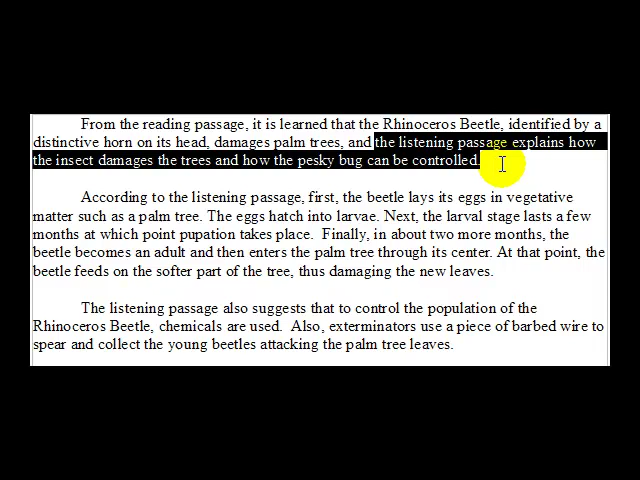 From the reading passage, it is learned that the Rhinoceros Beetle, identified by a
distinctive horn on its head, damages palm trees, and the listening passage explains how
the insect damages the trees and how the pesky bug can be controlled.
According to the listening passage, first, the beetle lays its eggs in vegetative
matter such as a palm tree. The eggs hatch into larvae. Next, the larval stage lasts a few
months at which point pupation takes place. Finally, in about two more months, the
beetle becomes an adult and then enters the palm tree through its center. At that point, the
beetle feeds on the softer part of the tree, thus damaging the new leaves.
The listening passage also suggests that to control the population of the
Rhinoceros Beetle, chemicals are used. Also, exterminators use a piece of barbed wire to
spear and collect the young beetles attacking the palm tree leaves.